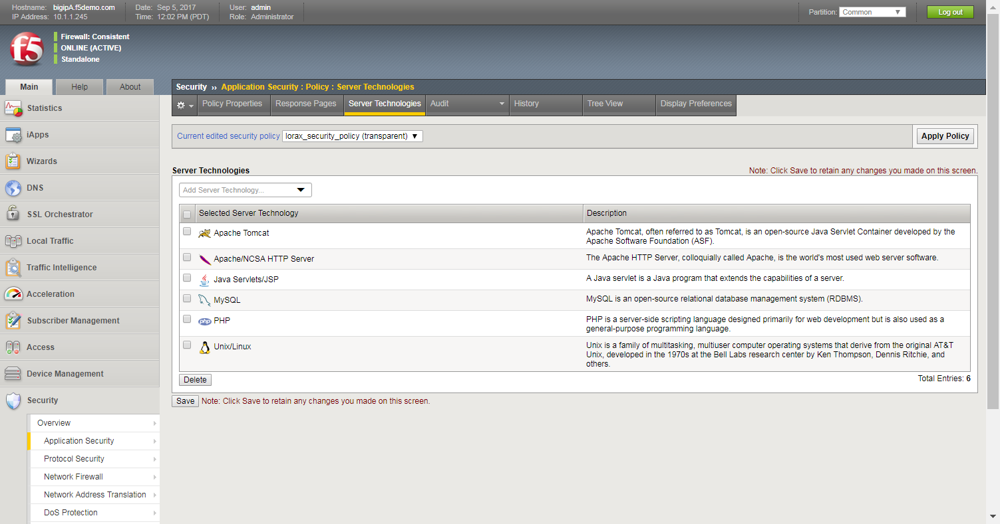 Hostname: bigipA.f5demo.com Date: Sep 5, 2017 User: admin
IP Address: 10.1.1.245 Time: 12:02 PM (PDT) Role: Administrator
Partition: Common Log out
f5
Firewall: Consistent
ONLINE (ACTIVE)
Standalone
Main Help About
Statistics
iApps
Wizards
DNS
SSL Orchestrator
Local Traffic
Traffic Intelligence
Acceleration
Subscriber Management
Access
Device Management
Security
Overview
Application Security
Protocol Security
Network Firewall
Network Address Translation
DoS Protection
Security ›› Application Security : Policy : Server Technologies
Policy Properties Response Pages Server Technologies Audit History Tree View Display Preferences
Current edited security policy lorax_security_policy (transparent) Apply Policy
Server Technologies Note: Click Save to retain any changes you made on this screen.
Add Server Technology...
Selected Server Technology Description
Apache Tomcat Apache Tomcat, often referred to as Tomcat, is an open-source Java Servlet Container developed by the
Apache Software Foundation (ASF).
Apache/NCSA HTTP Server The Apache HTTP Server, colloquially called Apache, is the world's most used web server software.
Java Servlets/JSP A Java servlet is a Java program that extends the capabilities of a server.
MySQL MySQL is an open-source relational database management system (RDBMS).
php PHP PHP is a server-side scripting language designed primarily for web development but is also used as a
general-purpose programming language.
Unix/Linux Unix is a family of multitasking, multiuser computer operating systems that derive from the original AT&T
Unix, developed in the 1970s at the Bell Labs research center by Ken Thompson, Dennis Ritchie, and
others.
Delete Total Entries: 6
Save Note: Click Save to retain any changes you made on this screen.